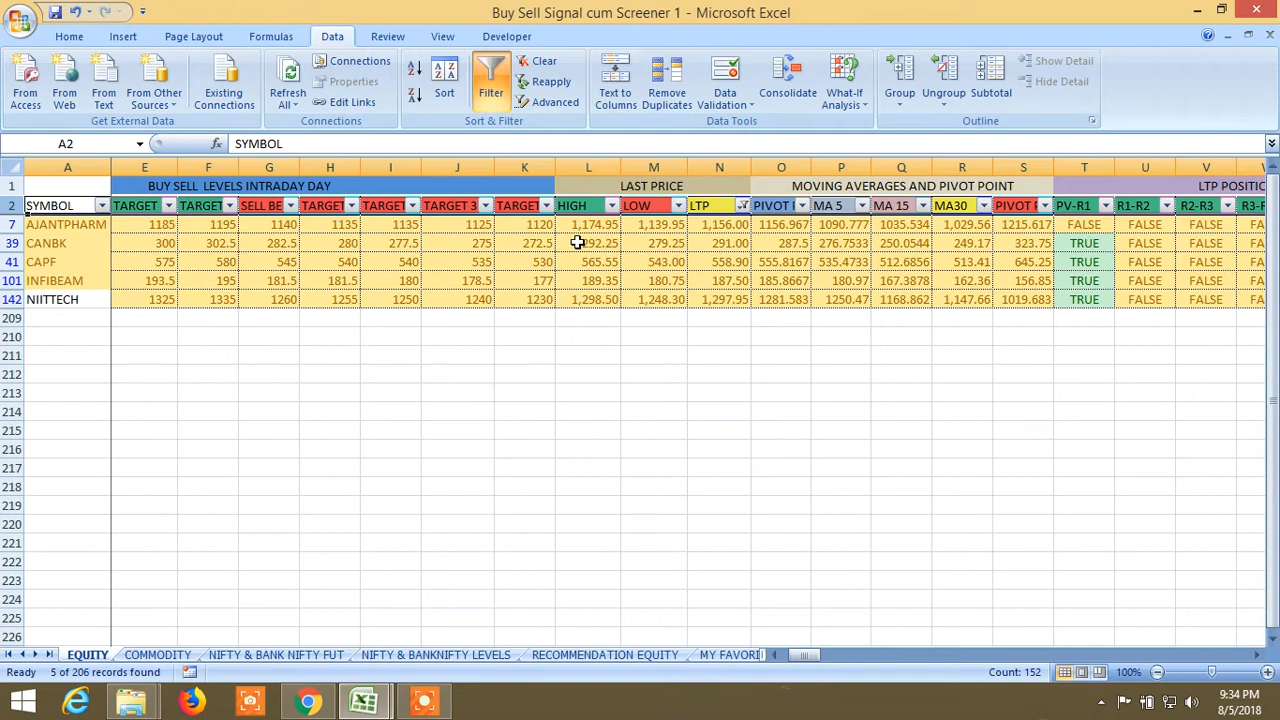 Buy Sell Signal cum Screener 1 - Microsoft Excel
Home Insert Page Layout Formulas Data Review View Developer
From Access
From Web
From Text
From Other Sources
Existing Connections
Get External Data
Refresh All
Connections
Properties
Edit Links
Connections
Sort
Filter
Clear
Reapply
Advanced
Sort & Filter
Text to Columns
Remove Duplicates
Data Validation
Consolidate
What-If Analysis
Data Tools
Group
Ungroup
Subtotal
Show Detail
Hide Detail
Outline
A2 fx SYMBOL
A E F G H I J K L M N O P Q R S T U V
1 BUY SELL LEVELS INTRADAY DAY LAST PRICE MOVING AVERAGES AND PIVOT POINT LTP POSITIO
2 SYMBOL TARGET TARGET SELL BE TARGET TARGET TARGET 3 TARGET HIGH LOW LTP PIVOT MA 5 MA 15 MA30 PIVOT PV-R1 R1-R2 R2-R3 R3-F
7 AJANTPHARM 1185 1195 1140 1135 1135 1125 1120 1,174.95 1,139.95 1,156.00 1156.967 1090.777 1035.534 1,029.56 1215.617 FALSE FALSE FALSE FA
39 CANBK 300 302.5 282.5 280 277.5 275 272.5 292.25 279.25 291.00 287.5 276.7533 250.0544 249.17 323.75 TRUE FALSE FALSE FA
41 CAPF 575 580 545 540 540 535 530 565.55 543.00 558.90 555.8167 535.4733 512.6856 513.41 645.25 TRUE FALSE FALSE FA
101 INFIBEAM 193.5 195 181.5 181.5 180 178.5 177 189.35 180.75 187.50 185.8667 180.97 167.3878 162.36 156.85 TRUE FALSE FALSE FA
142 NIITTECH 1325 1335 1260 1255 1250 1240 1230 1,298.50 1,248.30 1,297.95 1281.583 1250.47 1168.862 1,147.66 1019.683 TRUE FALSE FALSE FA
209
210
211
212
213
214
215
216
217
218
219
220
221
222
223
224
225
226
EQUITY COMMODITY NIFTY & BANK NIFTY FUT NIFTY & BANKNIFTY LEVELS RECOMMENDATION EQUITY MY FAVORI
Ready 5 of 206 records found Count: 152 100%
9:34 PM
8/5/2018